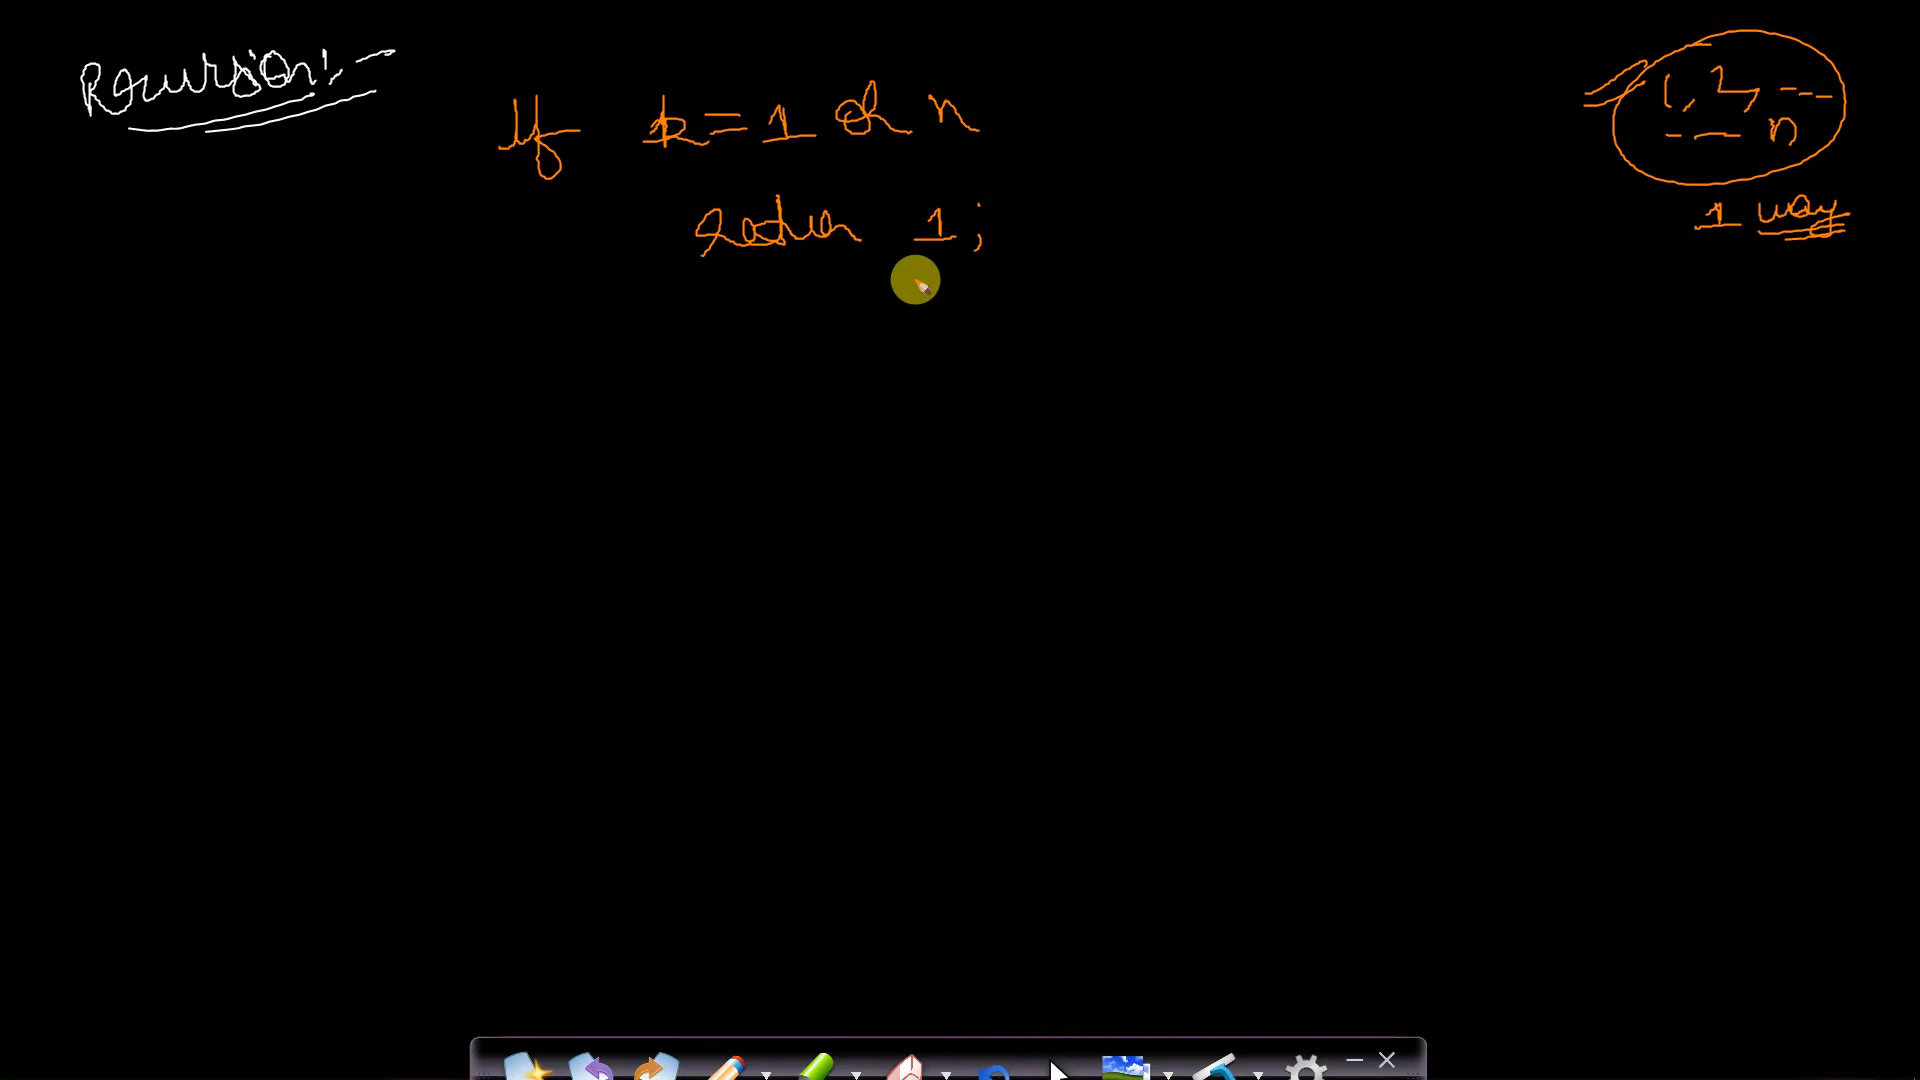 Recursion:-
If k = 1 or n
return 1;
1, 2, ---
--- n
1 way